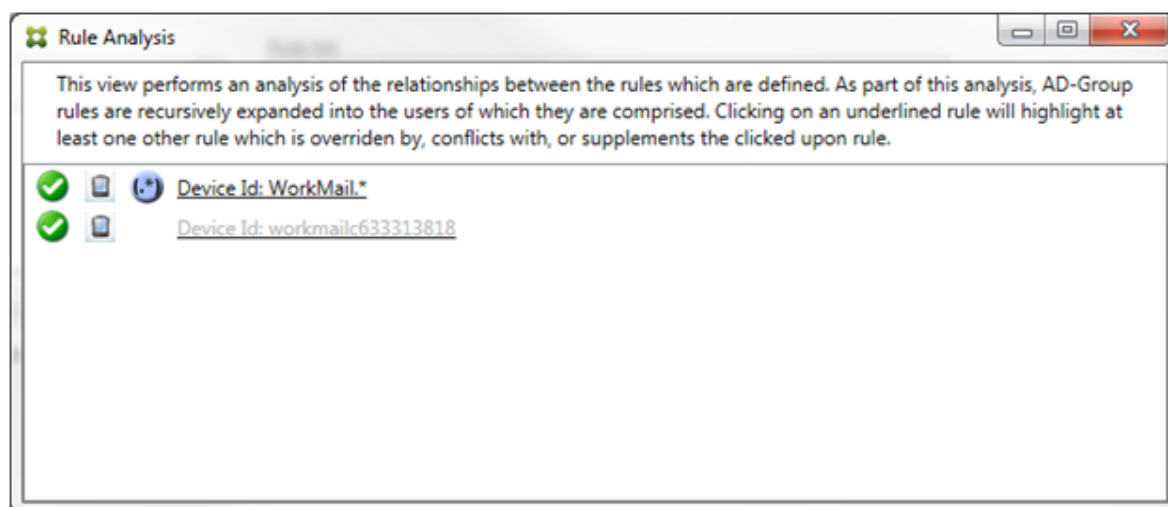 Rule Analysis
This view performs an analysis of the relationships between the rules which are defined. As part of this analysis, AD-Group
rules are recursively expanded into the users of which they are comprised. Clicking on an underlined rule will highlight at
least one other rule which is overriden by, conflicts with, or supplements the clicked upon rule.
(.*) Device Id: WorkMail.*
Device Id: workmailc633313818